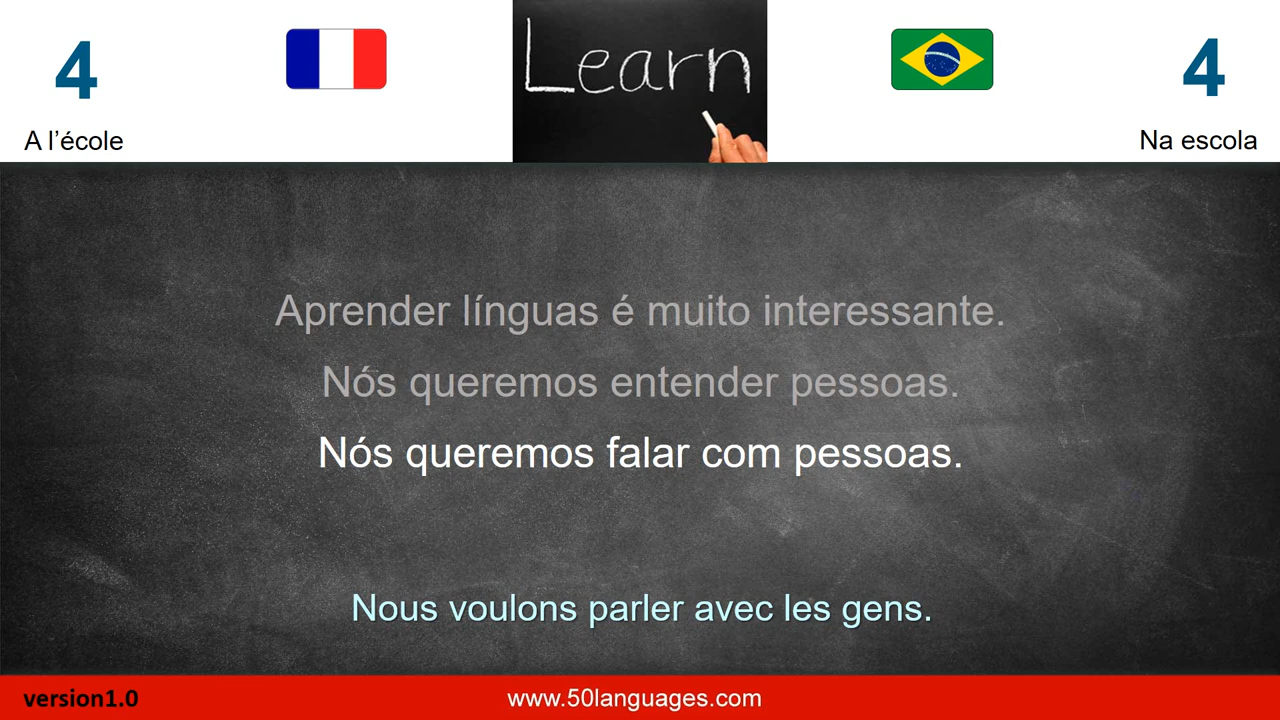 4
Learn
4
A l’école
Na escola
Aprender línguas é muito interessante.
Nós queremos entender pessoas.
Nós queremos falar com pessoas.
Nous voulons parler avec les gens.
version1.0
www.50languages.com